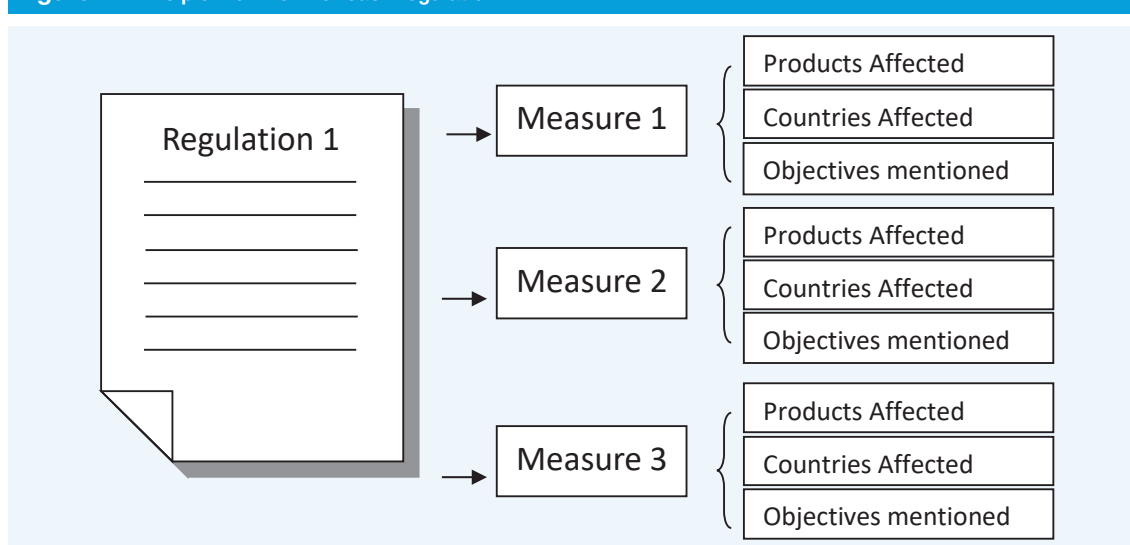 Regulation 1
Measure 1
Products Affected
Countries Affected
Objectives mentioned
Measure 2
Products Affected
Countries Affected
Objectives mentioned
Measure 3
Products Affected
Countries Affected
Objectives mentioned